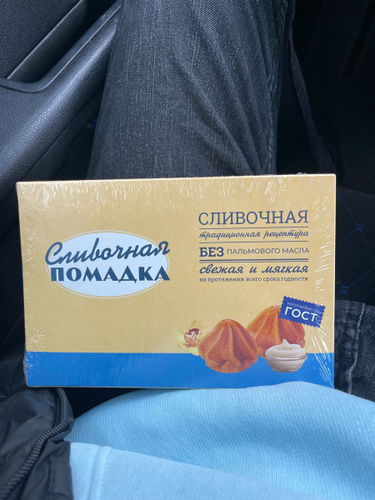 Сливочная
ПОМАДКА
СЛИВОЧНАЯ
традиционная рецептура
БЕЗ ПАЛЬМОВОГО МАСЛА
свежая и мягкая
на протяжении всего срока годности
ГОСТ